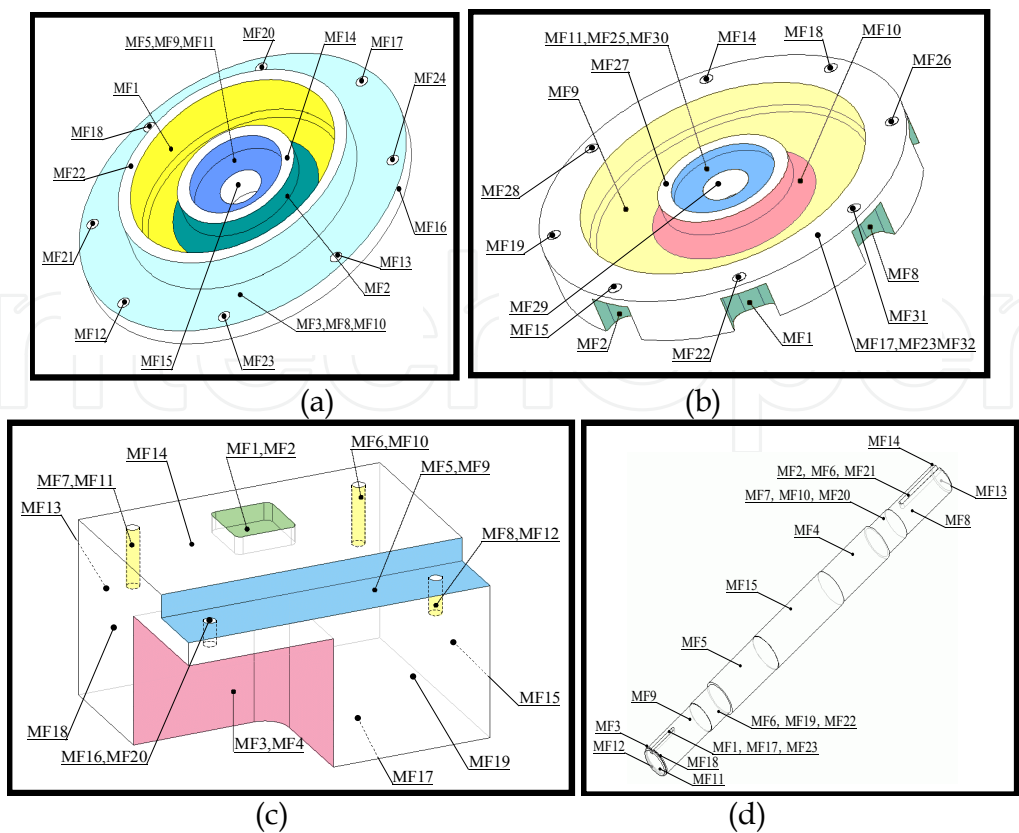 MF20
MF5,MF9,MF11
MF14
MF17
MF1
MF24
MF18
MF22
MF16
MF21
MF13
MF2
MF12
MF3,MF8,MF10
MF15
MF23
(a)
MF11,MF25,MF30
MF14
MF18
MF10
MF27
MF26
MF9
MF28
MF19
MF8
MF29
MF31
MF15
MF2
MF22
MF1
MF17,MF23MF32
(b)
MF6,MF10
MF1,MF2
MF14
MF5,MF9
MF7,MF11
MF13
MF8,MF12
MF15
MF18
MF16,MF20
MF3,MF4
MF19
MF17
(c)
MF14
MF2, MF6, MF21
MF13
MF7, MF10, MF20
MF8
MF4
MF15
MF5
MF9
MF3
MF6, MF19, MF22
MF12
MF1, MF17, MF23
MF18
MF11
(d)